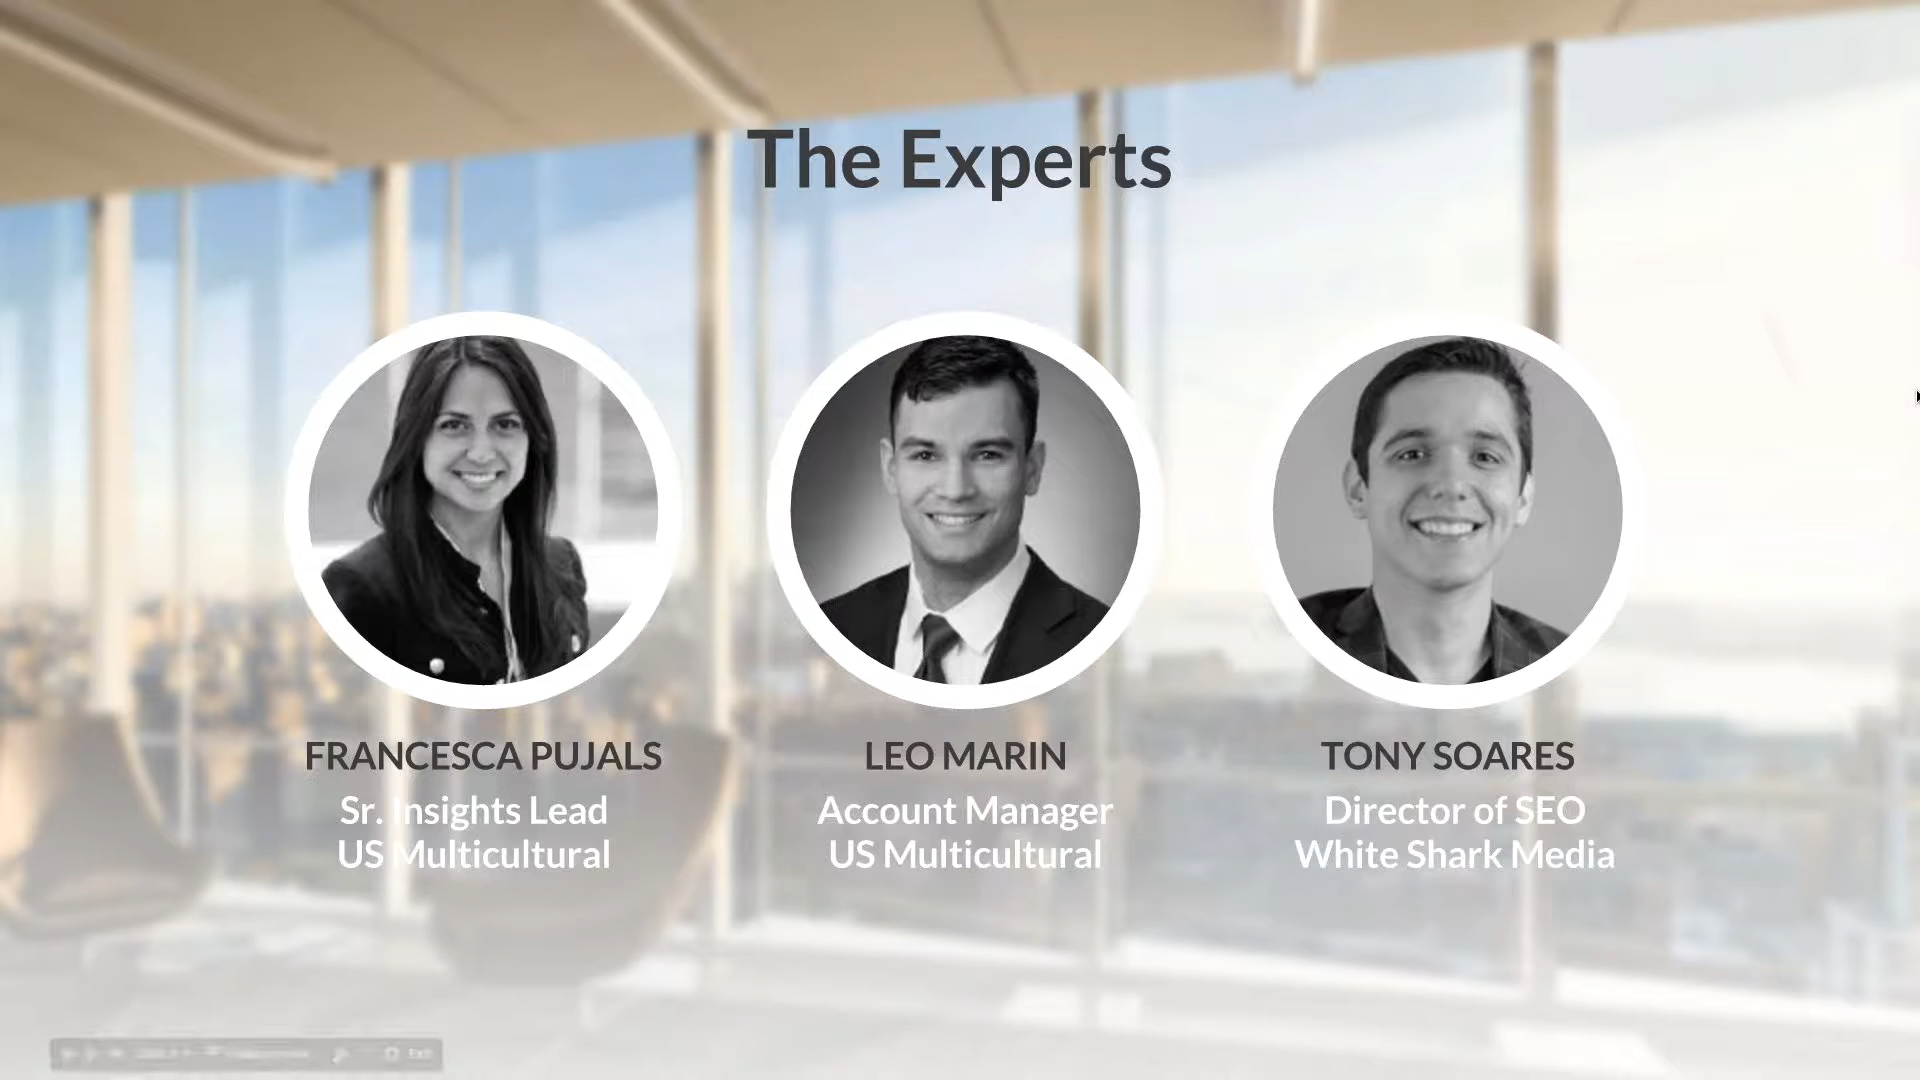 The Experts
FRANCESCA PUJALS
Sr. Insights Lead
US Multicultural
LEO MARIN
Account Manager
US Multicultural
TONY SOARES
Director of SEO
White Shark Media
Exit